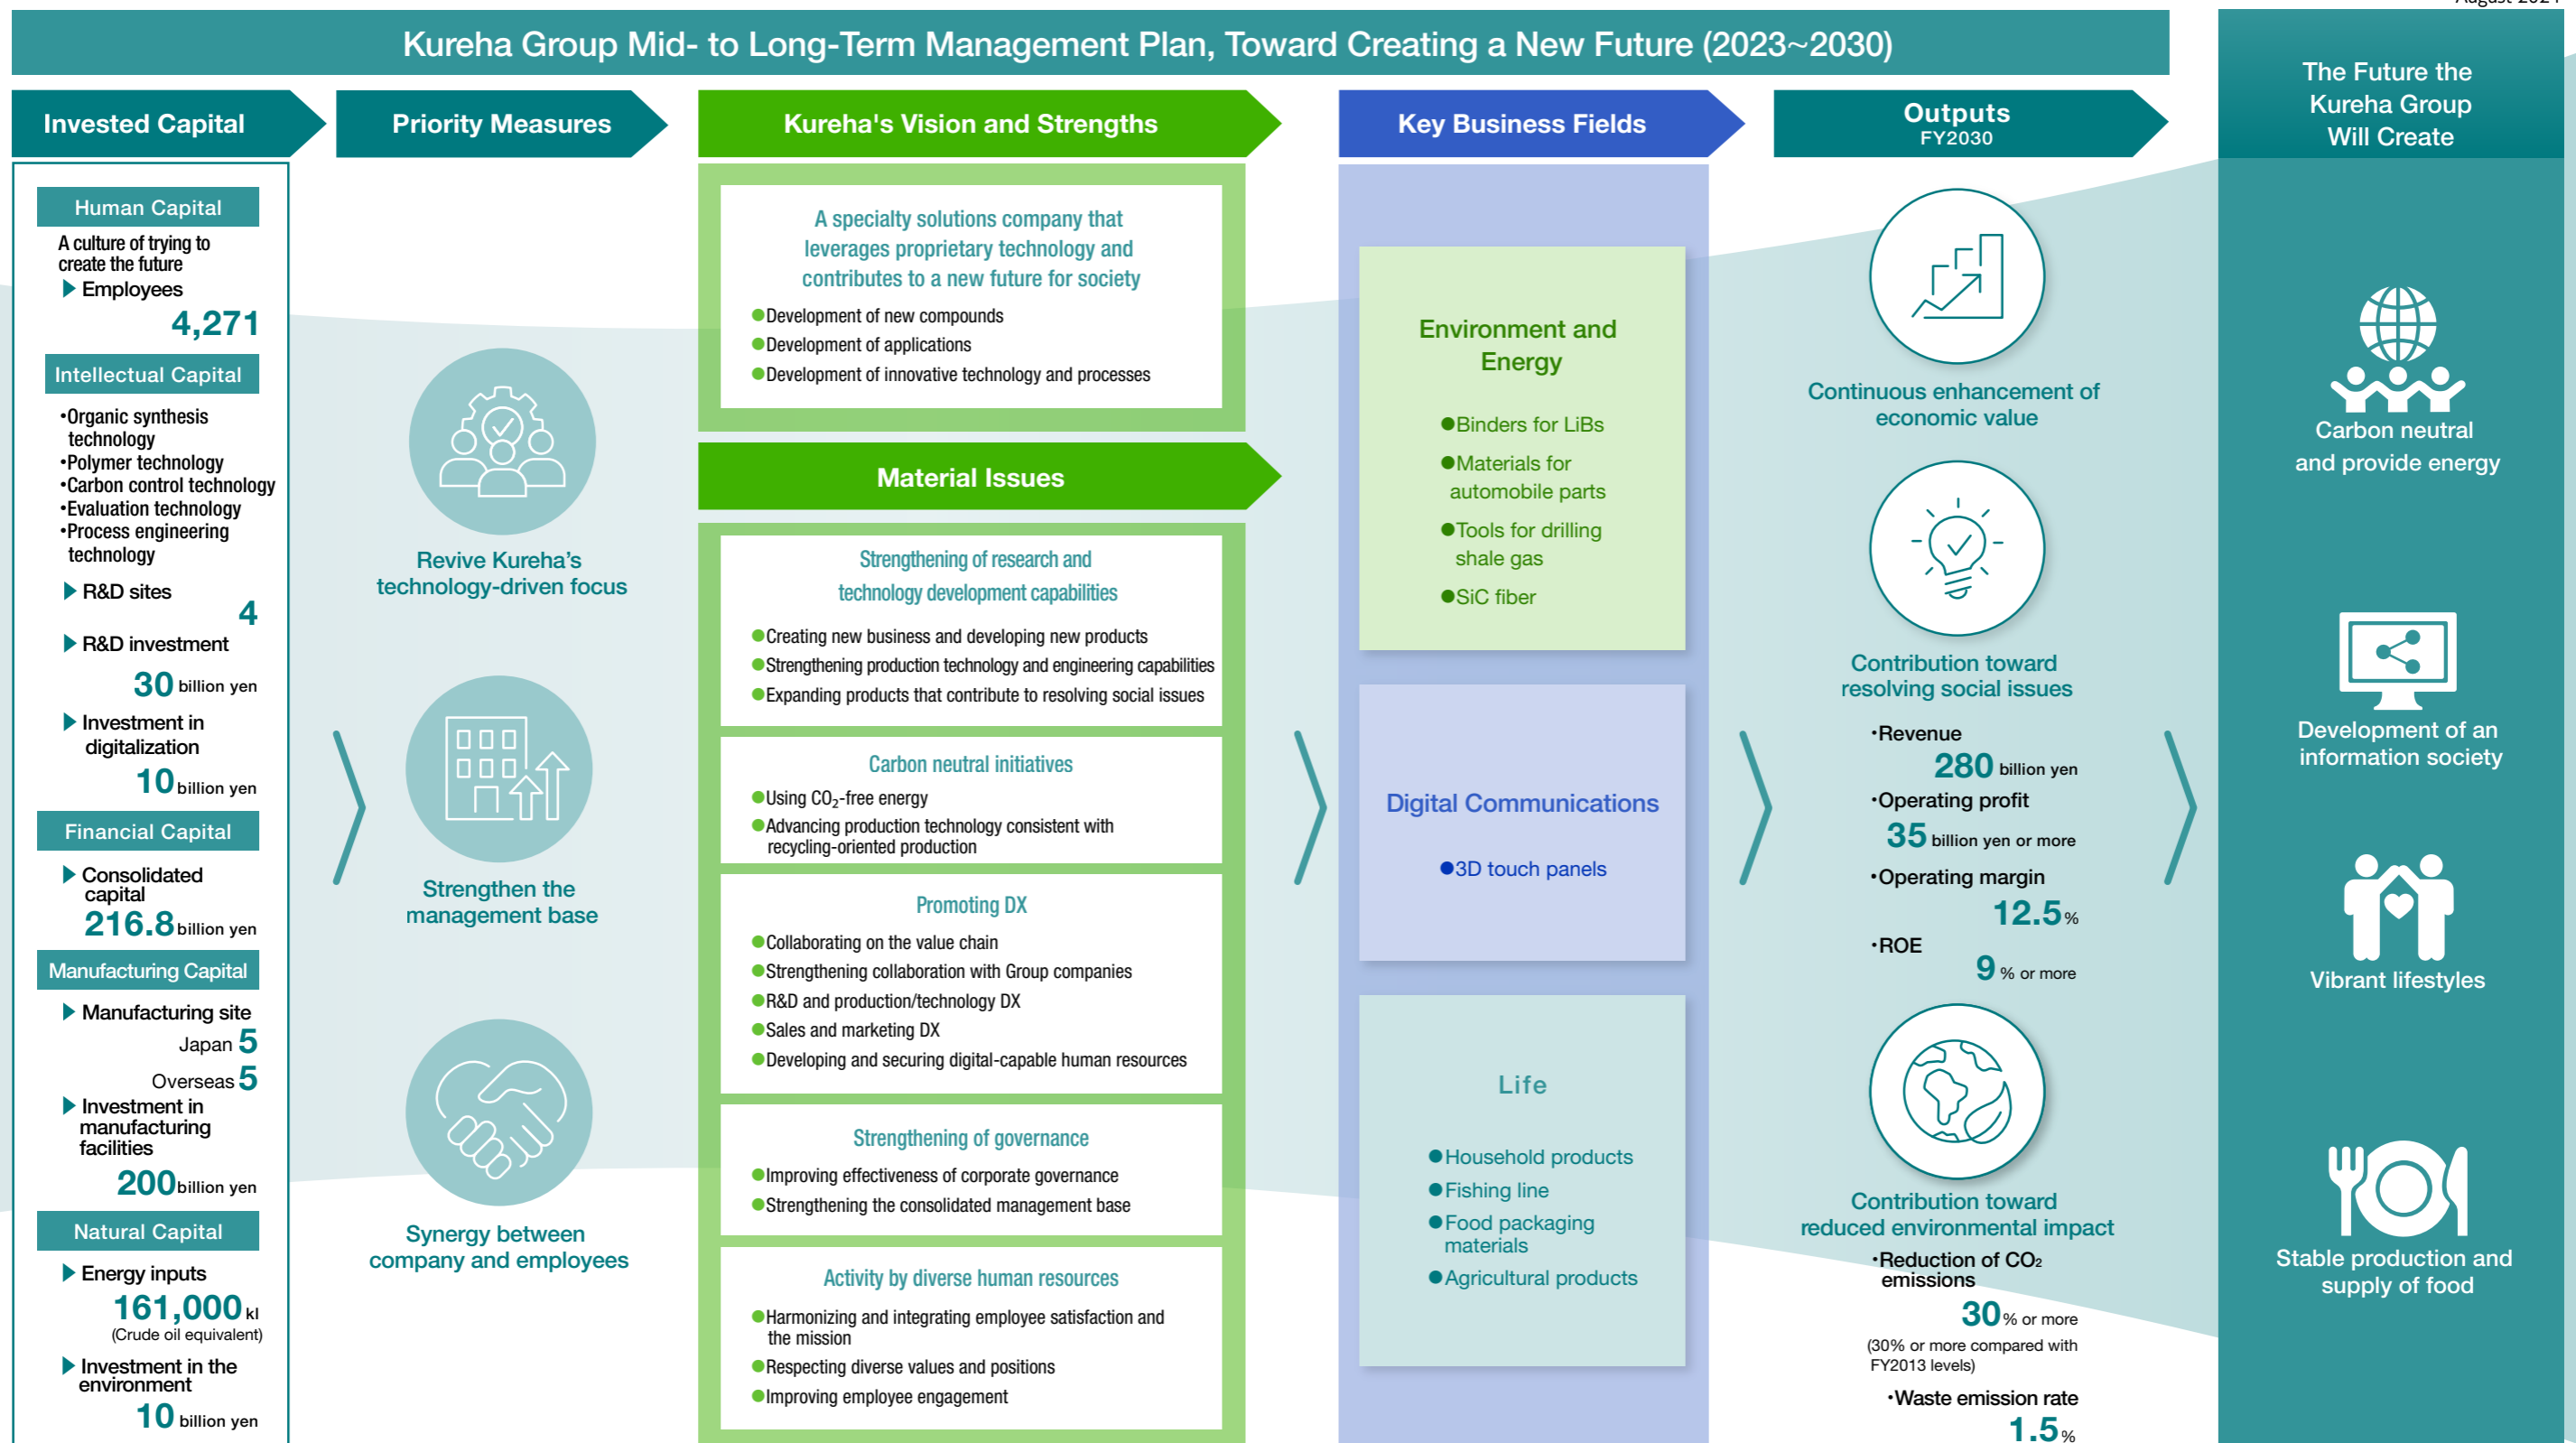 August 2024
Kureha Group Mid- to Long-Term Management Plan, Toward Creating a New Future (2023~2030)
Invested Capital
Human Capital
A culture of trying to
create the future
Employees
4,271
Intellectual Capital
•Organic synthesis
technology
•Polymer technology
•Carbon control technology
•Evaluation technology
•Process engineering
technology
R&D sites
4
R&D investment
30 billion yen
Investment in
digitalization
10 billion yen
Financial Capital
Consolidated
capital
216.8 billion yen
Manufacturing Capital
Manufacturing site
Japan 5
Overseas 5
Investment in
manufacturing
facilities
200 billion yen
Natural Capital
Energy inputs
161,000 kl
(Crude oil equivalent)
Investment in the
environment
10 billion yen
Priority Measures
Revive Kureha's
technology-driven focus
Strengthen the
management base
Synergy between
company and employees
Kureha's Vision and Strengths
A specialty solutions company that
leverages proprietary technology and
contributes to a new future for society
●Development of new compounds
●Development of applications
●Development of innovative technology and processes
Material Issues
Strengthening of research and
technology development capabilities
●Creating new business and developing new products
●Strengthening production technology and engineering capabilities
●Expanding products that contribute to resolving social issues
Carbon neutral initiatives
●Using CO₂-free energy
●Advancing production technology consistent with
recycling-oriented production
Promoting DX
●Collaborating on the value chain
●Strengthening collaboration with Group companies
●R&D and production/technology DX
●Sales and marketing DX
●Developing and securing digital-capable human resources
Strengthening of governance
●Improving effectiveness of corporate governance
●Strengthening the consolidated management base
Activity by diverse human resources
●Harmonizing and integrating employee satisfaction and
the mission
●Respecting diverse values and positions
●Improving employee engagement
Key Business Fields
Environment and
Energy
●Binders for LiBs
●Materials for
automobile parts
●Tools for drilling
shale gas
●SiC fiber
Digital Communications
●3D touch panels
Life
●Household products
●Fishing line
●Food packaging
materials
●Agricultural products
Outputs
FY2030
Continuous enhancement of
economic value
Contribution toward
resolving social issues
•Revenue
280 billion yen
•Operating profit
35 billion yen or more
•Operating margin
12.5 %
•ROE
9 % or more
Contribution toward
reduced environmental impact
•Reduction of CO₂
emissions
30 % or more
(30% or more compared with
FY2013 levels)
•Waste emission rate
1.5 %
The Future the
Kureha Group
Will Create
Carbon neutral
and provide energy
Development of an
information society
Vibrant lifestyles
Stable production and
supply of food